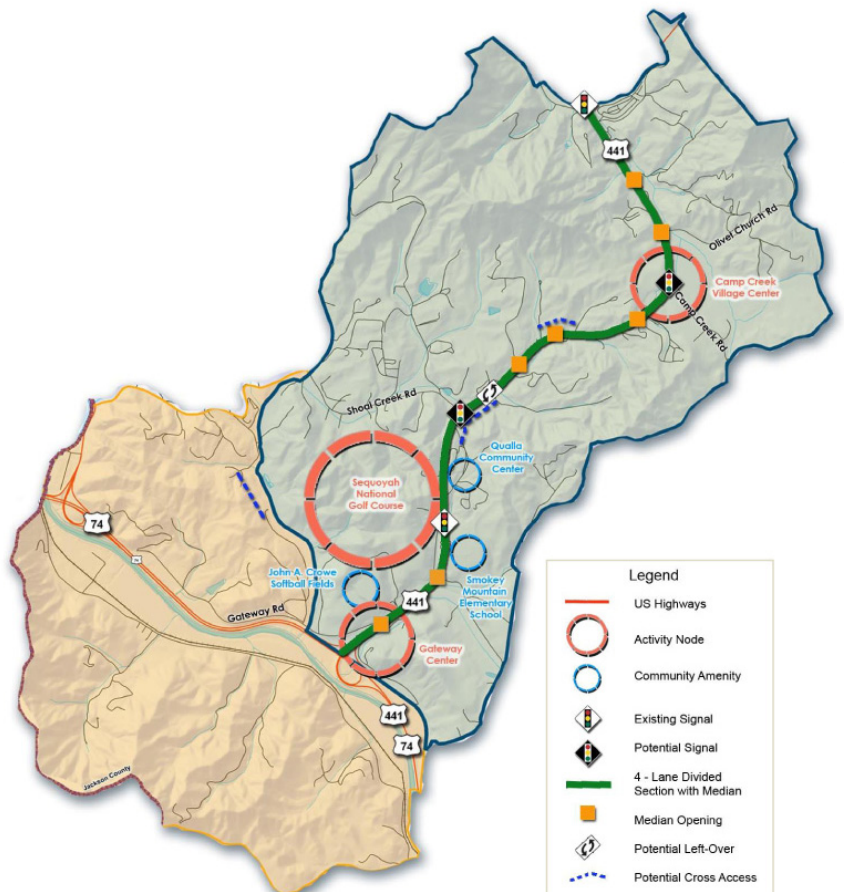 441
Olivet Church Rd
Camp Creek
Village Center
Camp Creek Rd
Shoal Creek Rd
Qualla
Community
Center
Sequoyah
National
Golf Course
74
John A. Crowe
Softball Fields
Smokey
Mountain
Elementary
School
441
Gateway Rd
Gateway
Center
441
74
Jackson County
Legend
US Highways
Activity Node
Community Amenity
Existing Signal
Potential Signal
4 - Lane Divided
Section with Median
Median Opening
Potential Left-Over
Potential Cross Access